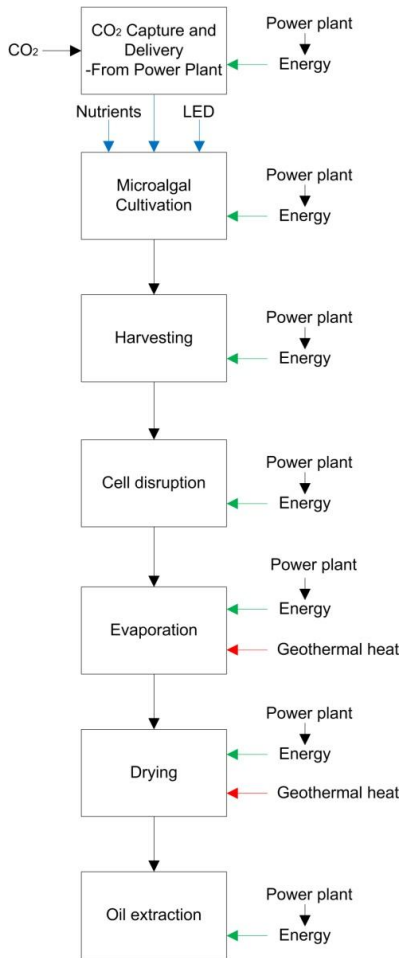 Power plant
CO₂ Capture and
Delivery
-From Power Plant
CO₂
Energy
Nutrients
LED
Microalgal
Cultivation
Power plant
Energy
Harvesting
Power plant
Energy
Cell disruption
Power plant
Energy
Evaporation
Power plant
Energy
Geothermal heat
Drying
Power plant
Energy
Geothermal heat
Oil extraction
Power plant
Energy